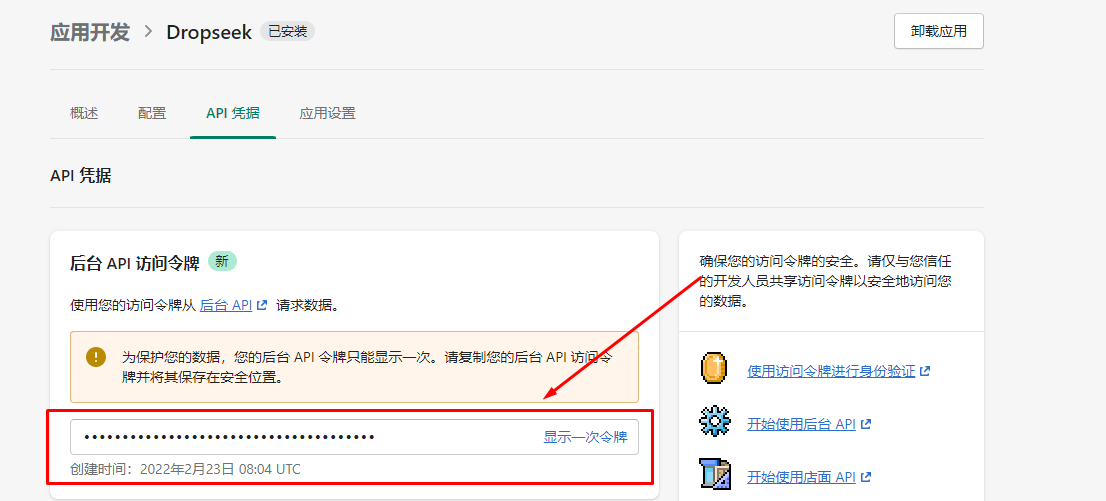 应用开发 > Dropseek 已安装
卸载应用
概述 配置 API 凭据 应用设置
API 凭据
后台 API 访问令牌 新
使用您的访问令牌从 后台 API 请求数据。
为保护您的数据，您的后台 API 令牌只能显示一次。请复制您的后台 API 访问令
牌并将其保存在安全位置。
•••••••••••••••••••••••••••••••••••••• 显示一次令牌
创建时间：2022年2月23日 08:04 UTC
确保您的访问令牌的安全。请仅与您信任
的开发人员共享访问令牌以安全地访问您
的数据。
使用访问令牌进行身份验证
开始使用后台 API
开始使用店面 API